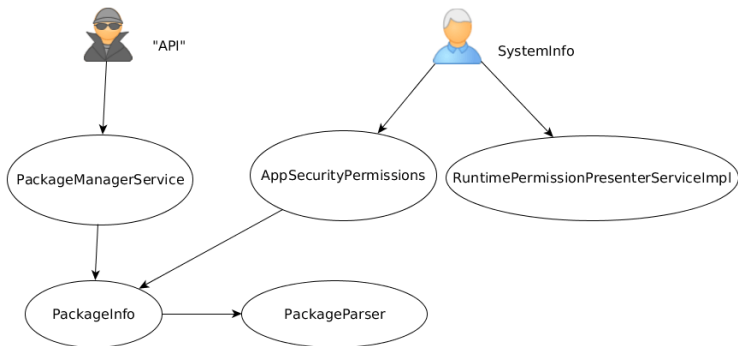 "API"
SystemInfo
PackageManagerService
AppSecurityPermissions
RuntimePermissionPresenterServiceImpl
PackageInfo
PackageParser